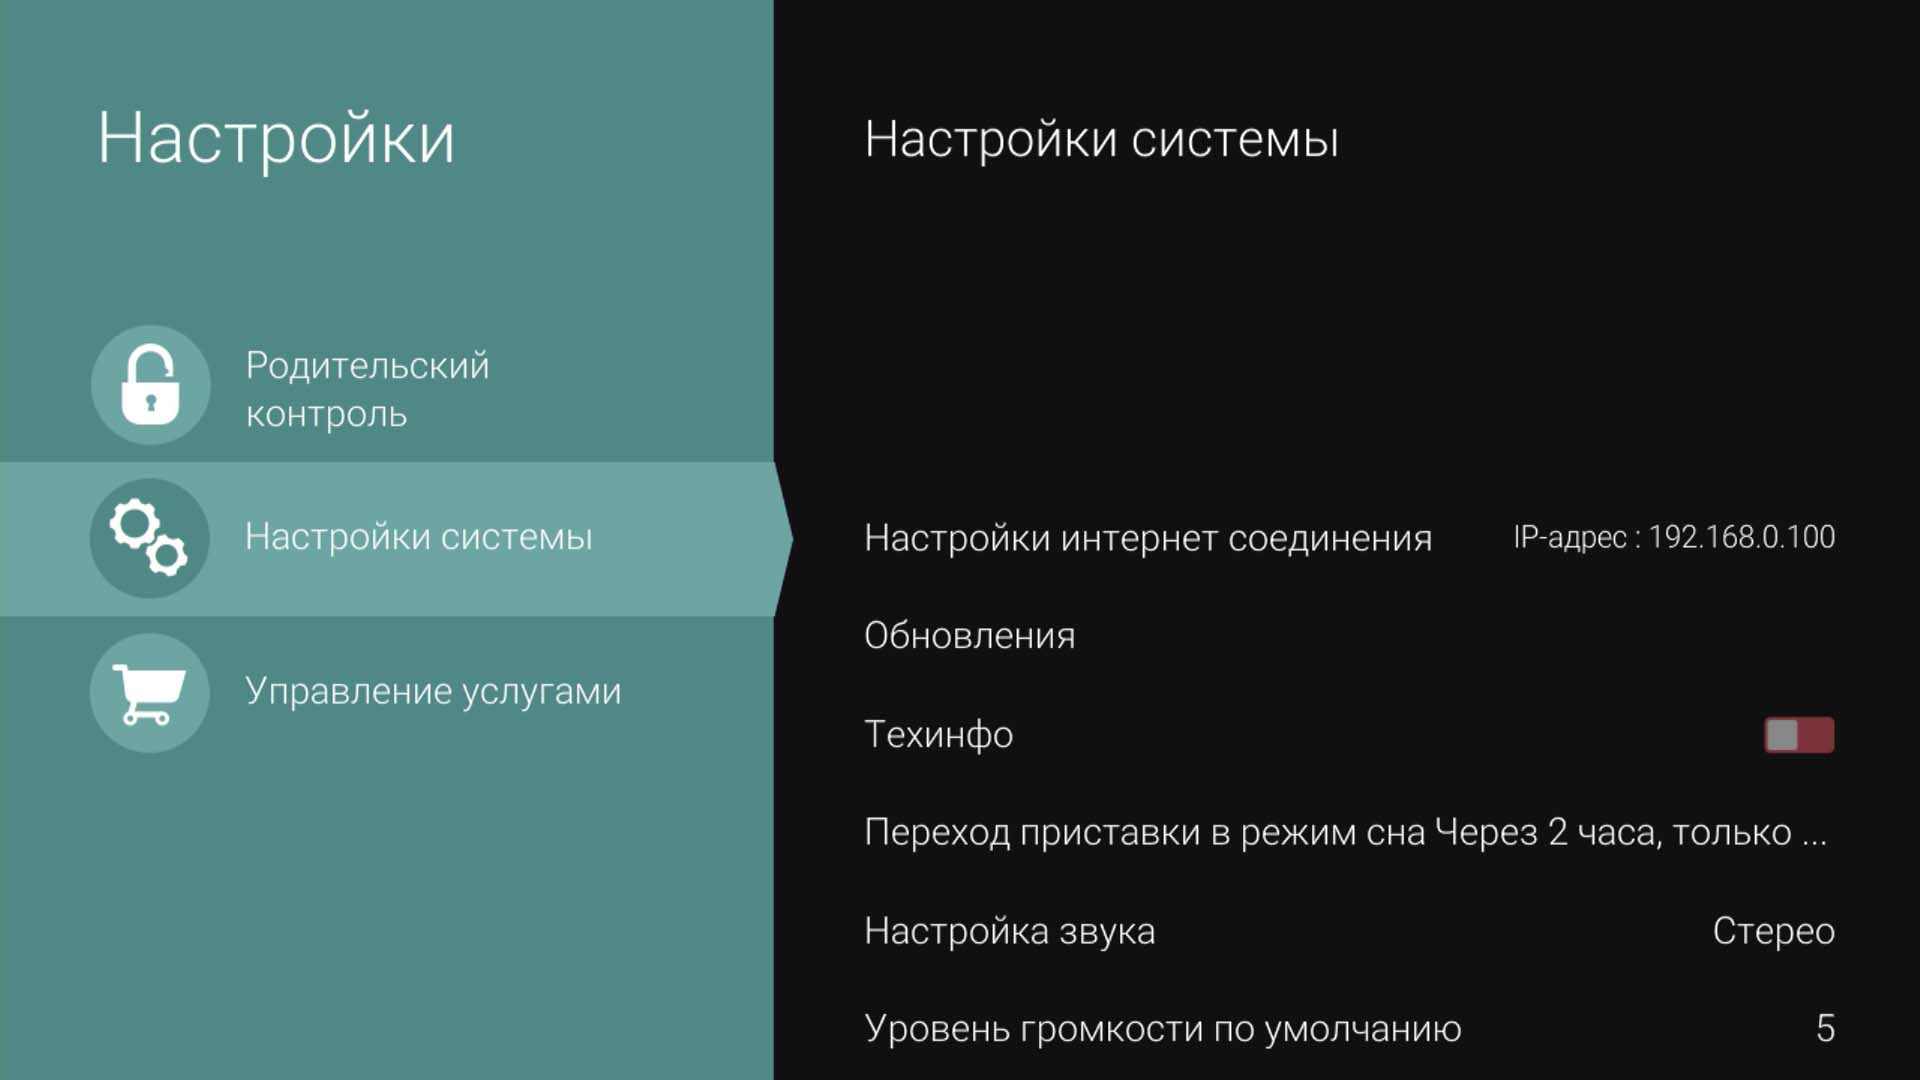 Настройки
Родительский
контроль
Настройки системы
Управление услугами
Настройки системы
Настройки интернет соединения IP-адрес : 192.168.0.100
Обновления
Техинфо
Переход приставки в режим сна Через 2 часа, только ...
Настройка звука Стерео
Уровень громкости по умолчанию 5